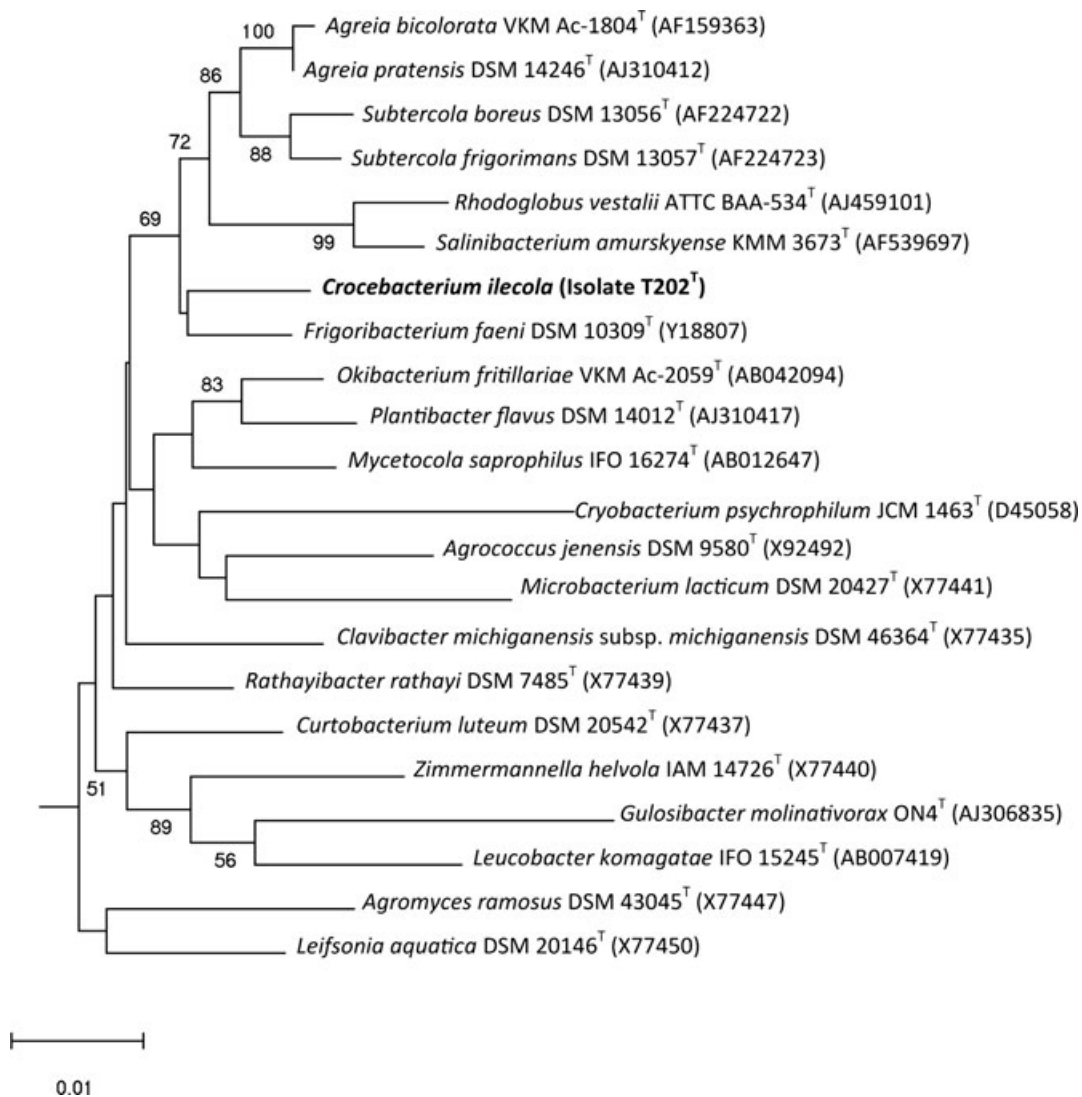 100
Agreia bicolorata VKM Ac-1804ᵀ (AF159363)
86
Agreia pratensis DSM 14246ᵀ (AJ310412)
Subtercola boreus DSM 13056ᵀ (AF224722)
72
88
Subtercola frigorimans DSM 13057ᵀ (AF224723)
69
Rhodoglobus vestalii ATTC BAA-534ᵀ (AJ459101)
99
Salinibacterium amurskyense KMM 3673ᵀ (AF539697)
Crocebacterium ilecola (Isolate T202ᵀ)
Frigoribacterium faeni DSM 10309ᵀ (Y18807)
83
Okibacterium fritillariae VKM Ac-2059ᵀ (AB042094)
Plantibacter flavus DSM 14012ᵀ (AJ310417)
Mycetocola saprophilus IFO 16274ᵀ (AB012647)
Cryobacterium psychrophilum JCM 1463ᵀ (D45058)
Agrococcus jenensis DSM 9580ᵀ (X92492)
Microbacterium lacticum DSM 20427ᵀ (X77441)
Clavibacter michiganensis subsp. michiganensis DSM 46364ᵀ (X77435)
Rathayibacter rathayi DSM 7485ᵀ (X77439)
Curtobacterium luteum DSM 20542ᵀ (X77437)
51
Zimmermannella helvola IAM 14726ᵀ (X77440)
89
Gulosibacter molinativorax ON4ᵀ (AJ306835)
56
Leucobacter komagatae IFO 15245ᵀ (AB007419)
Agromyces ramosus DSM 43045ᵀ (X77447)
Leifsonia aquatica DSM 20146ᵀ (X77450)
0.01